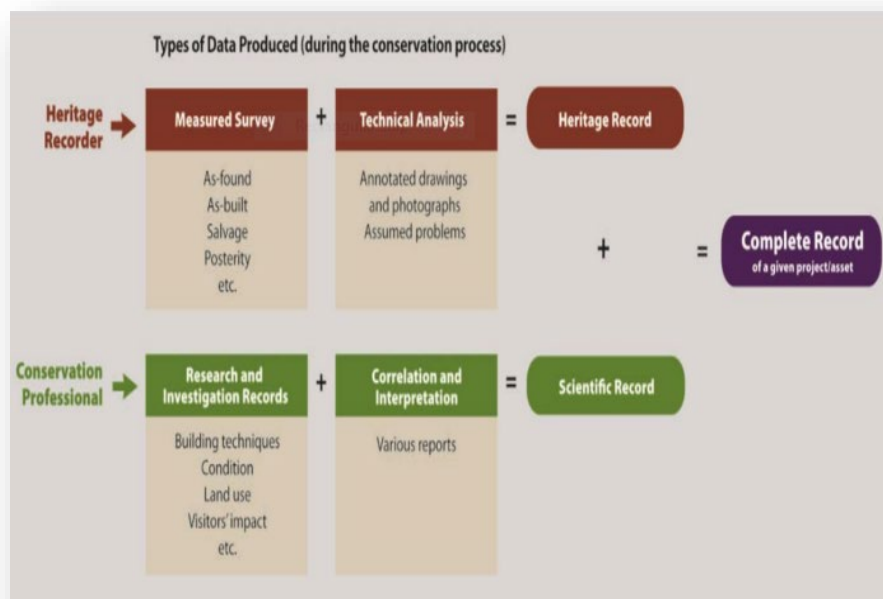 Types of Data Produced (during the conservation process)
Heritage
Recorder
Measured Survey
+
Technical Analysis
=
Heritage Record
As-found
As-built
Salvage
Posterity
etc.
Annotated drawings
and photographs
Assumed problems
+
=
Complete Record
of a given project/asset
Conservation
Professional
Research and
Investigation Records
+
Correlation and
Interpretation
=
Scientific Record
Building techniques
Condition
Land use
Visitors' impact
etc.
Various reports